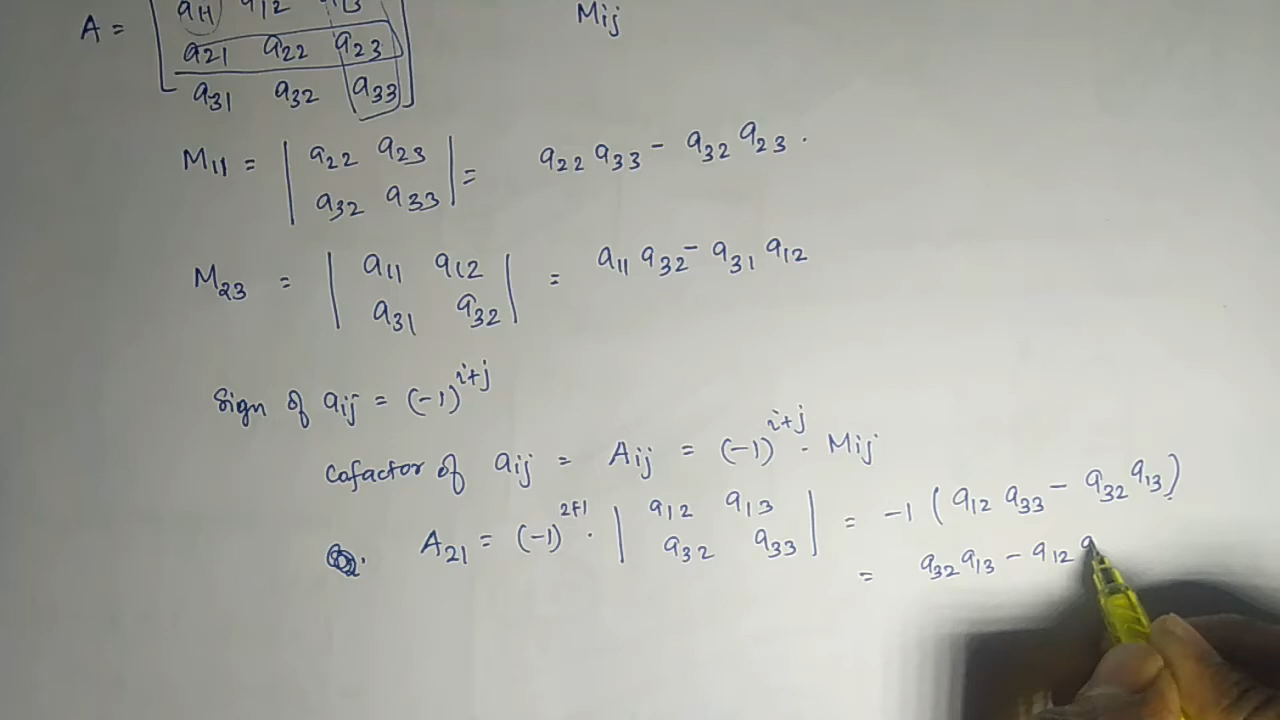 A = a11 a12 a13
a21 a22 a23
a31 a32 a33
Mij
M11 = | a22 a23 | = a22 a33 - a32 a23.
a32 a33
M23 = | a11 a12 | = a11 a32 - a31 a12
a31 a32
Sign of aij = (-1)^i+j
Cofactor of aij = Aij = (-1)^i+j . Mij
A21 = (-1)^2+1 . | a12 a13 | = -1 (a12 a33 - a32 a13)
a32 a33
= a32 a13 - a12 a